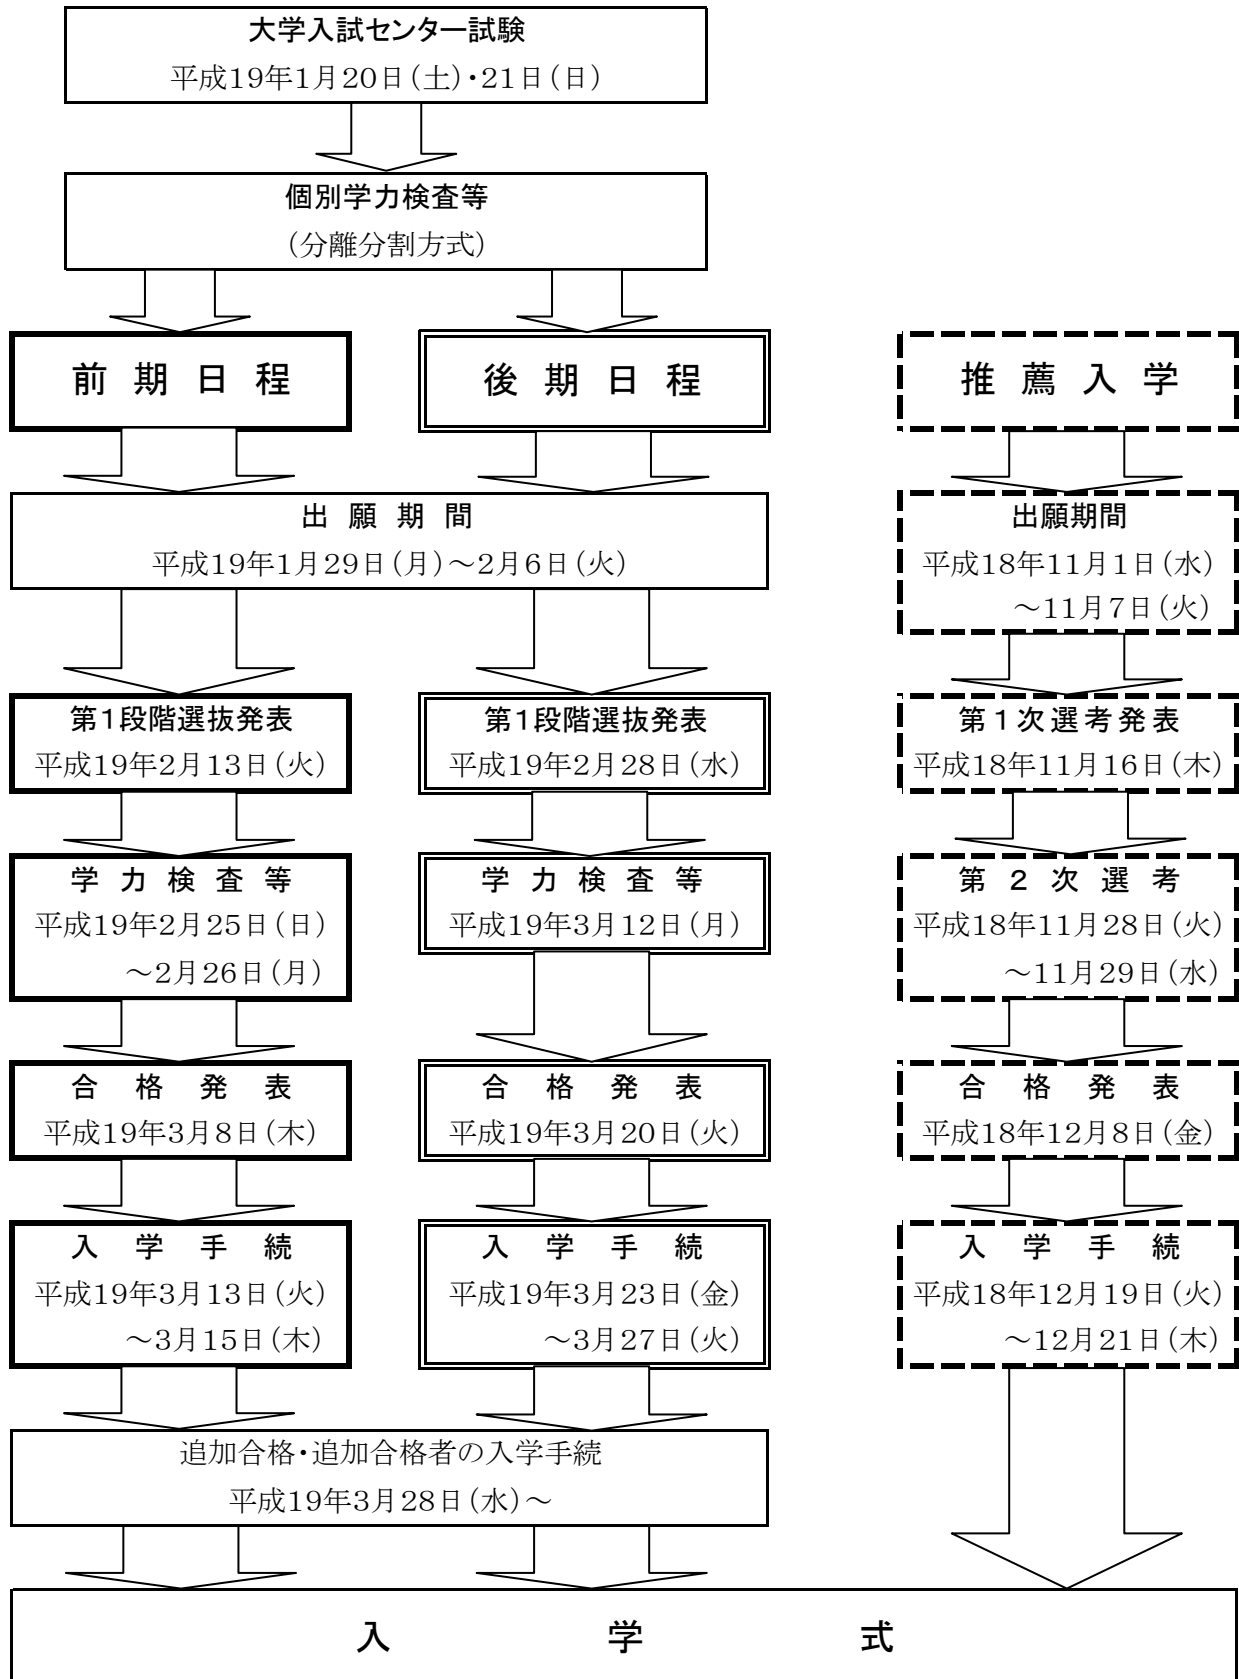 大学入試センター試験
平成19年1月20日(土)・21日(日)
個別学力検査等
(分離分割方式)
前期日程
後期日程
推薦入学
出願期間
平成19年1月29日(月)～2月6日(火)
出願期間
平成18年11月1日(水)
～11月7日(火)
第1段階選抜発表
平成19年2月13日(火)
第1段階選抜発表
平成19年2月28日(水)
第1次選考発表
平成18年11月16日(木)
学力検査等
平成19年2月25日(日)
～2月26日(月)
学力検査等
平成19年3月12日(月)
第2次選考
平成18年11月28日(火)
～11月29日(水)
合格発表
平成19年3月8日(木)
合格発表
平成19年3月20日(火)
合格発表
平成18年12月8日(金)
入学手続
平成19年3月13日(火)
～3月15日(木)
入学手続
平成19年3月23日(金)
～3月27日(火)
入学手続
平成18年12月19日(火)
～12月21日(木)
追加合格・追加合格者の入学手続
平成19年3月28日(水)～
入学式